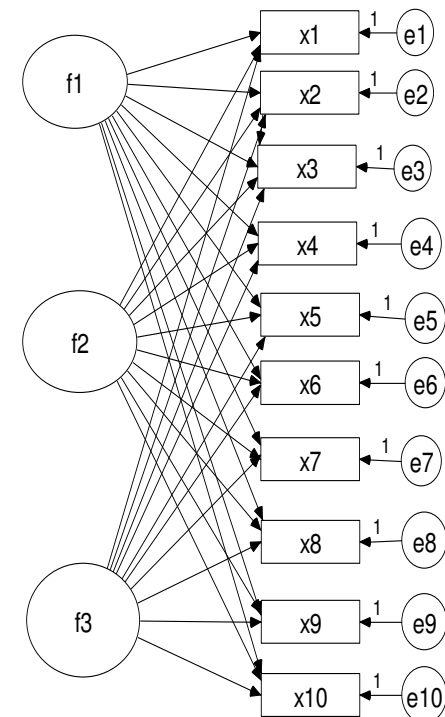 f1
f2
f3
x1 1 e1
x2 1 e2
x3 1 e3
x4 1 e4
x5 1 e5
x6 1 e6
x7 1 e7
x8 1 e8
x9 1 e9
x10 1 e10